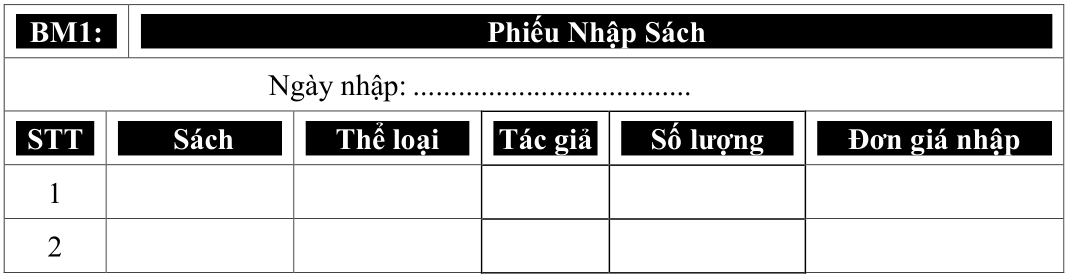 BM1: Phiếu Nhập Sách
Ngày nhập: .....................................
STT Sách Thể loại Tác giả Số lượng Đơn giá nhập
1
2